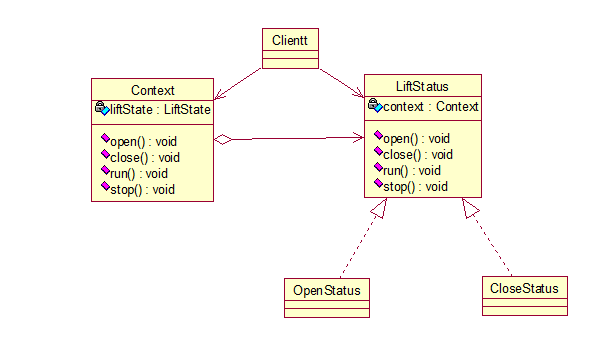 Clientt
Context
liftState : LiftState
open() : void
close() : void
run() : void
stop() : void
LiftStatus
context : Context
open() : void
close() : void
run() : void
stop() : void
OpenStatus
CloseStatus